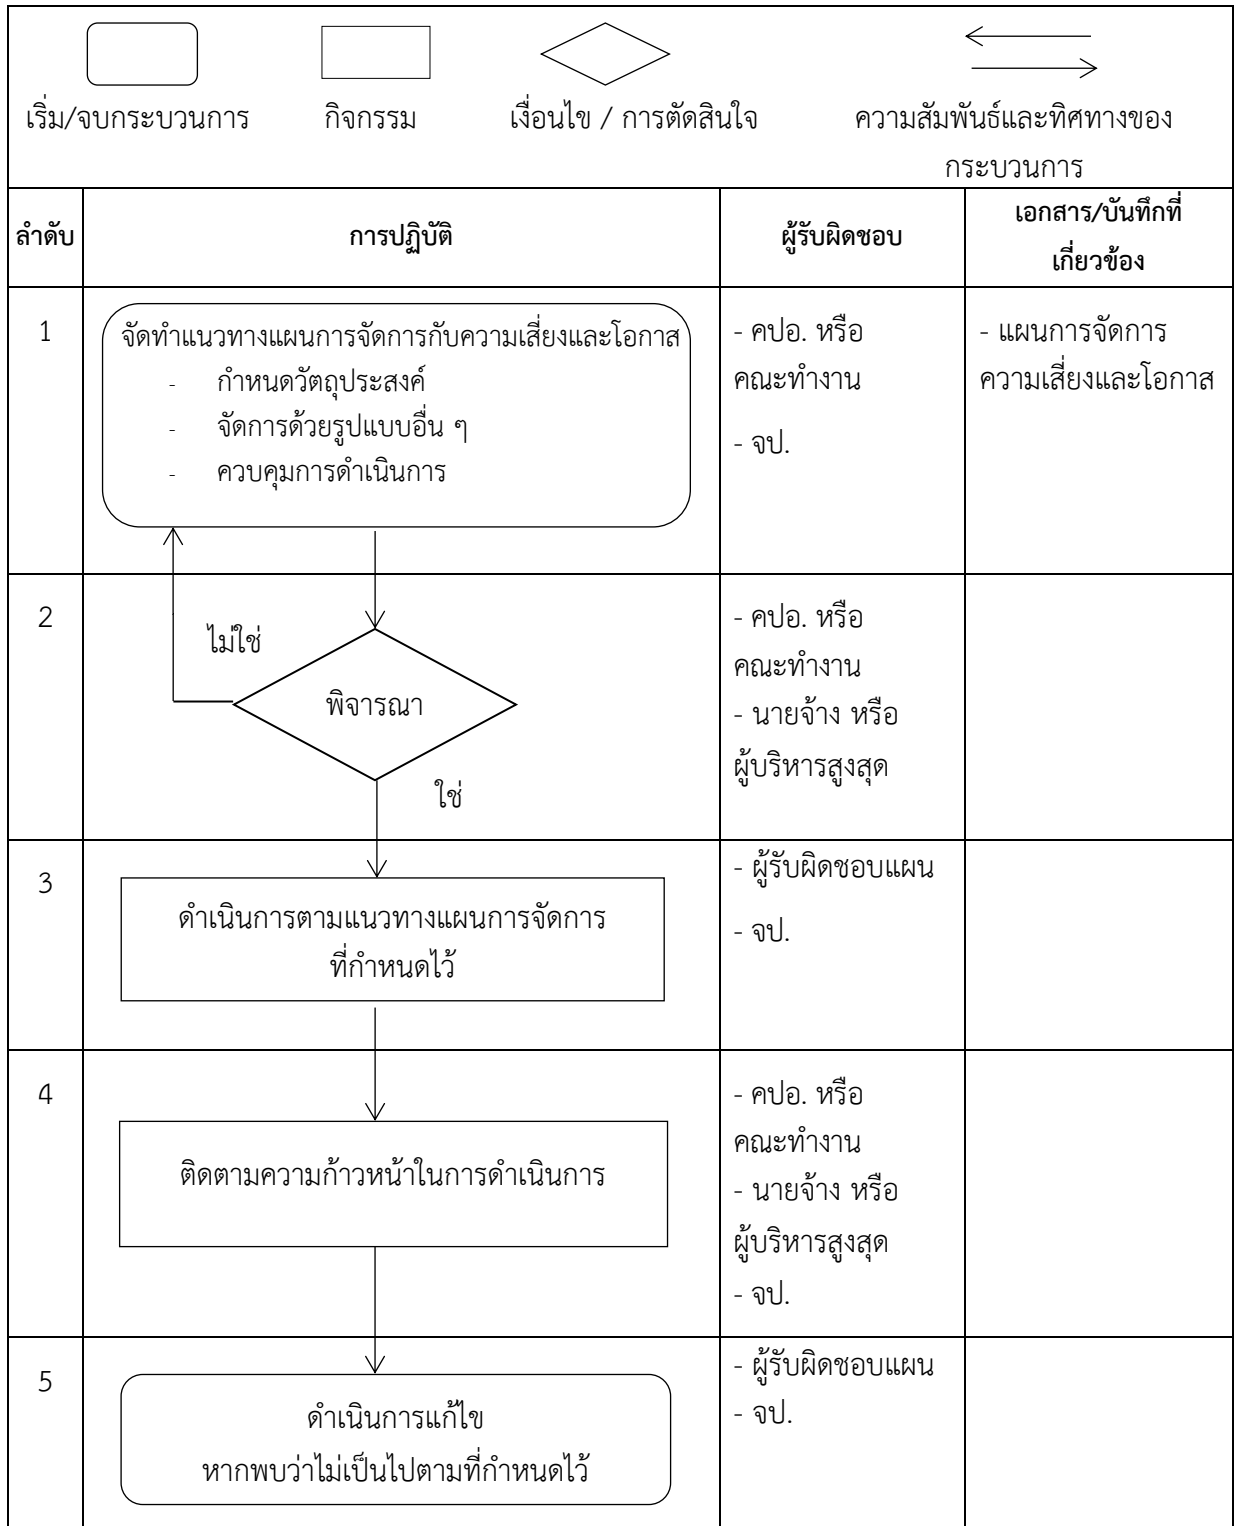 เริ่ม/จบกระบวนการ กิจกรรม เงื่อนไข / การตัดสินใจ ความสัมพันธ์และทิศทางของ
กระบวนการ
ลำดับ การปฏิบัติ ผู้รับผิดชอบ เอกสาร/บันทึกที่
เกี่ยวข้อง
1
จัดทำแนวทางแผนการจัดการกับความเสี่ยงและโอกาส
- กำหนดวัตถุประสงค์
- จัดการด้วยรูปแบบอื่น ๆ
- ควบคุมการดำเนินการ
- คปอ. หรือ
คณะทำงาน
- จป.
- แผนการจัดการ
ความเสี่ยงและโอกาส
2
ไม่ใช่
พิจารณา
ใช่
- คปอ. หรือ
คณะทำงาน
- นายจ้าง หรือ
ผู้บริหารสูงสุด
3
ดำเนินการตามแนวทางแผนการจัดการ
ที่กำหนดไว้
- ผู้รับผิดชอบแผน
- จป.
4
ติดตามความก้าวหน้าในการดำเนินการ
- คปอ. หรือ
คณะทำงาน
- นายจ้าง หรือ
ผู้บริหารสูงสุด
- จป.
5
ดำเนินการแก้ไข
หากพบว่าไม่เป็นไปตามที่กำหนดไว้
- ผู้รับผิดชอบแผน
- จป.